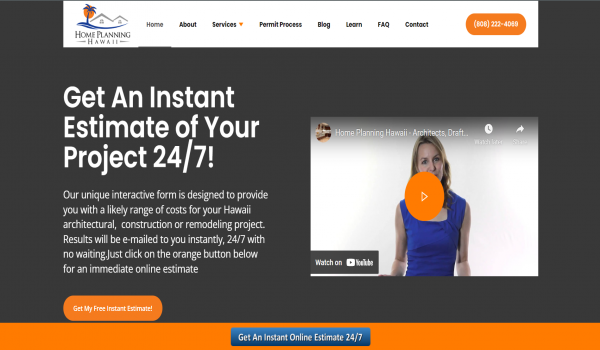 HOME PLANNING
HAWAII
Home About Services Permit Process Blog Learn FAQ Contact (808) 222-4069
Get An Instant
Estimate of Your
Project 24/7!
Our unique interactive form is designed to provide
you with a likely range of costs for your Hawaii
architectural, construction or remodeling project.
Results will be e-mailed to you instantly, 24/7 with
no waiting,Just click on the orange button below
for an immediate online estimate
Get My Free Instant Estimate!
Home Planning Hawaii - Architects, Draft...
Watch later
Share
Watch on YouTube
Get An Instant Online Estimate 24/7